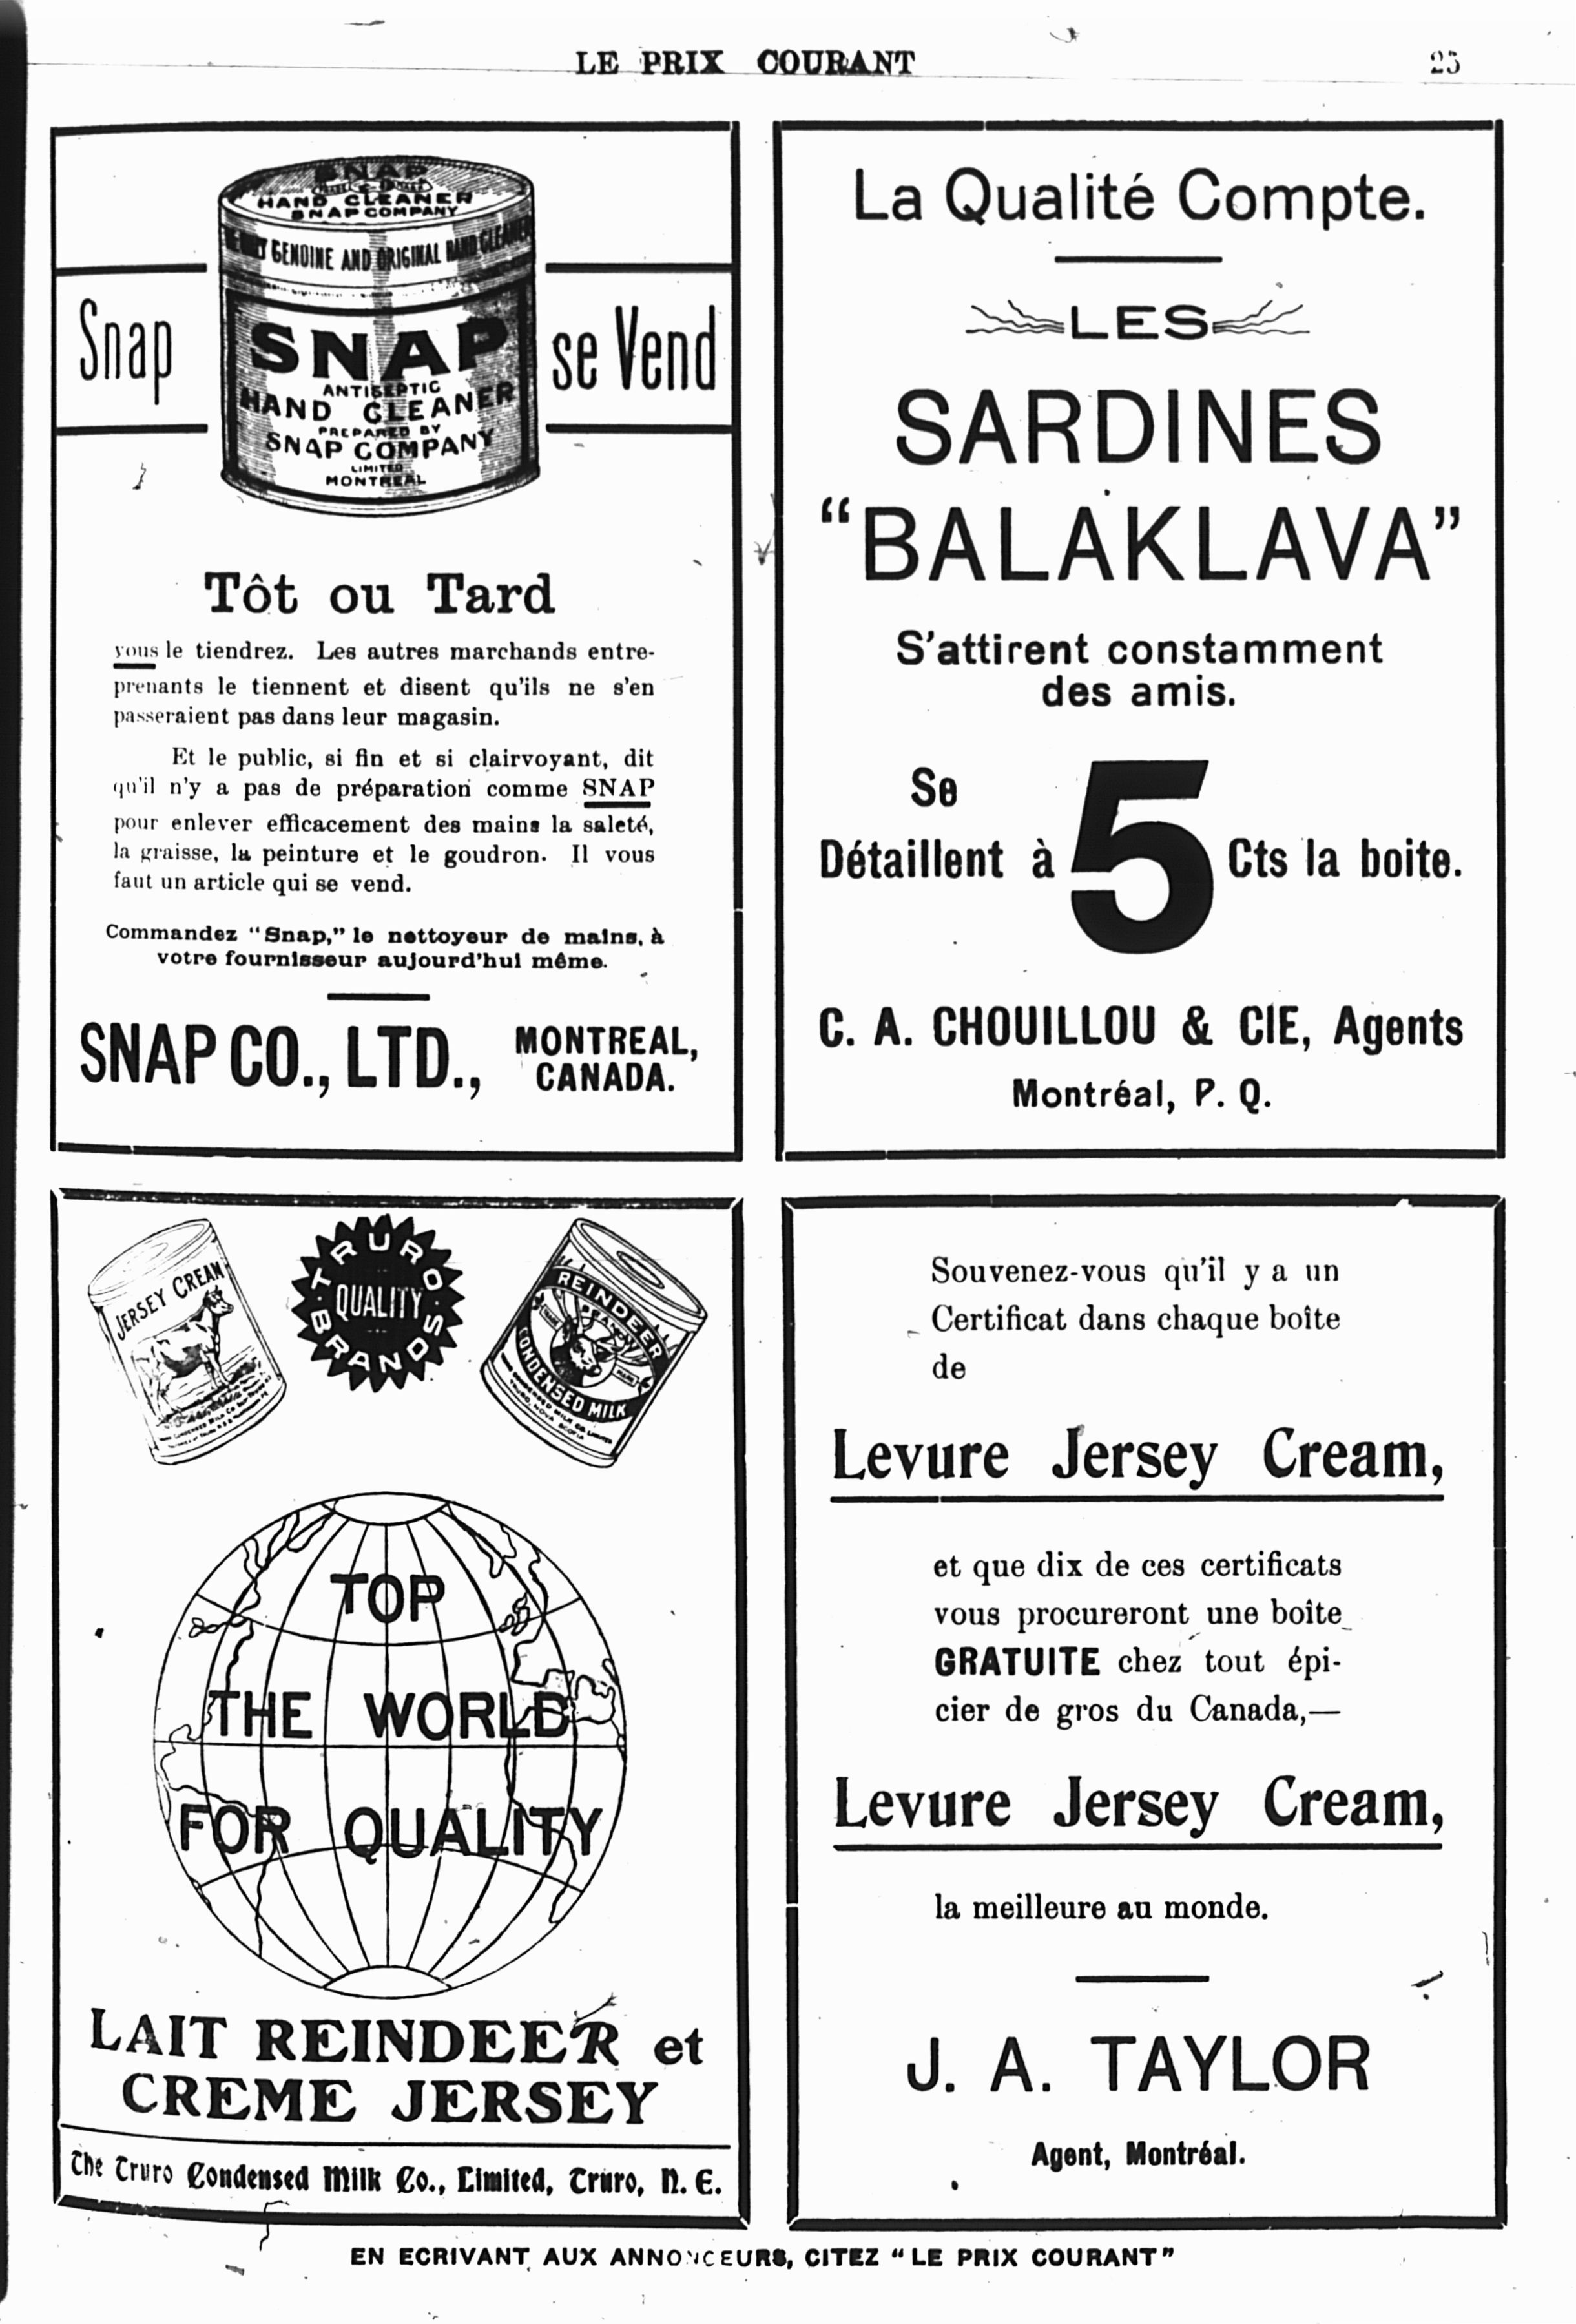 LE PRIX COURANT
25
SNAP
HAND CLEANER
SNAP COMPANY
GENUINE AND ORIGINAL HAND CLEANER
Snap
SNAP
ANTISEPTIC
HAND CLEANER
PREPARED BY
SNAP COMPANY
LIMITED
MONTREAL
se Vend
Tôt ou Tard
vous le tiendrez. Les autres marchands entre-
prenants le tiennent et disent qu'ils ne s'en
passeraient pas dans leur magasin.
Et le public, si fin et si clairvoyant, dit
qu'il n'y a pas de préparation comme SNAP
pour enlever efficacement des mains la saleté,
la graisse, la peinture et le goudron. Il vous
faut un article qui se vend.
Commandez "Snap," le nettoyeur de mains, à
votre fournisseur aujourd'hui même.
SNAP CO., LTD.,
MONTREAL,
CANADA.
La Qualité Compte.
LES
SARDINES
"BALAKLAVA"
S'attirent constamment
des amis.
Se
Détaillent à 5 Cts la boite.
C. A. CHOUILLOU & CIE, Agents
Montréal, P. Q.
JERSEY CREAM
TRURO'S
QUALITY
BRAND
REINDEER
BRAND
CONDENSED MILK
TOP
THE WORLD
FOR QUALITY
LAIT REINDEER et
CREME JERSEY
The Truro Condensed Milk Co., Limited, Truro, N. E.
Souvenez-vous qu'il y a un
Certificat dans chaque boîte
de
Levure Jersey Cream,
et que dix de ces certificats
vous procureront une boîte
GRATUITE chez tout épi-
cier de gros du Canada,—
Levure Jersey Cream,
la meilleure au monde.
J. A. TAYLOR
Agent, Montréal.
EN ECRIVANT AUX ANNONCEURS, CITEZ "LE PRIX COURANT"